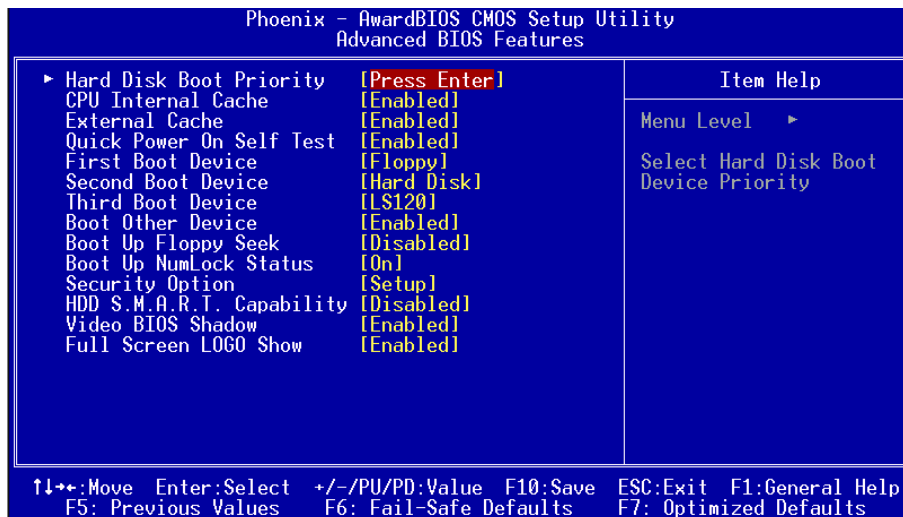 Phoenix - AwardBIOS CMOS Setup Utility
Advanced BIOS Features
► Hard Disk Boot Priority [Press Enter]
CPU Internal Cache [Enabled]
External Cache [Enabled]
Quick Power On Self Test [Enabled]
First Boot Device [Floppy]
Second Boot Device [Hard Disk]
Third Boot Device [LS120]
Boot Other Device [Enabled]
Boot Up Floppy Seek [Disabled]
Boot Up NumLock Status [On]
Security Option [Setup]
HDD S.M.A.R.T. Capability [Disabled]
Video BIOS Shadow [Enabled]
Full Screen LOGO Show [Enabled]
Item Help
Menu Level ►
Select Hard Disk Boot
Device Priority
↑↓→←:Move Enter:Select +/-/PU/PD:Value F10:Save ESC:Exit F1:General Help
F5: Previous Values F6: Fail-Safe Defaults F7: Optimized Defaults